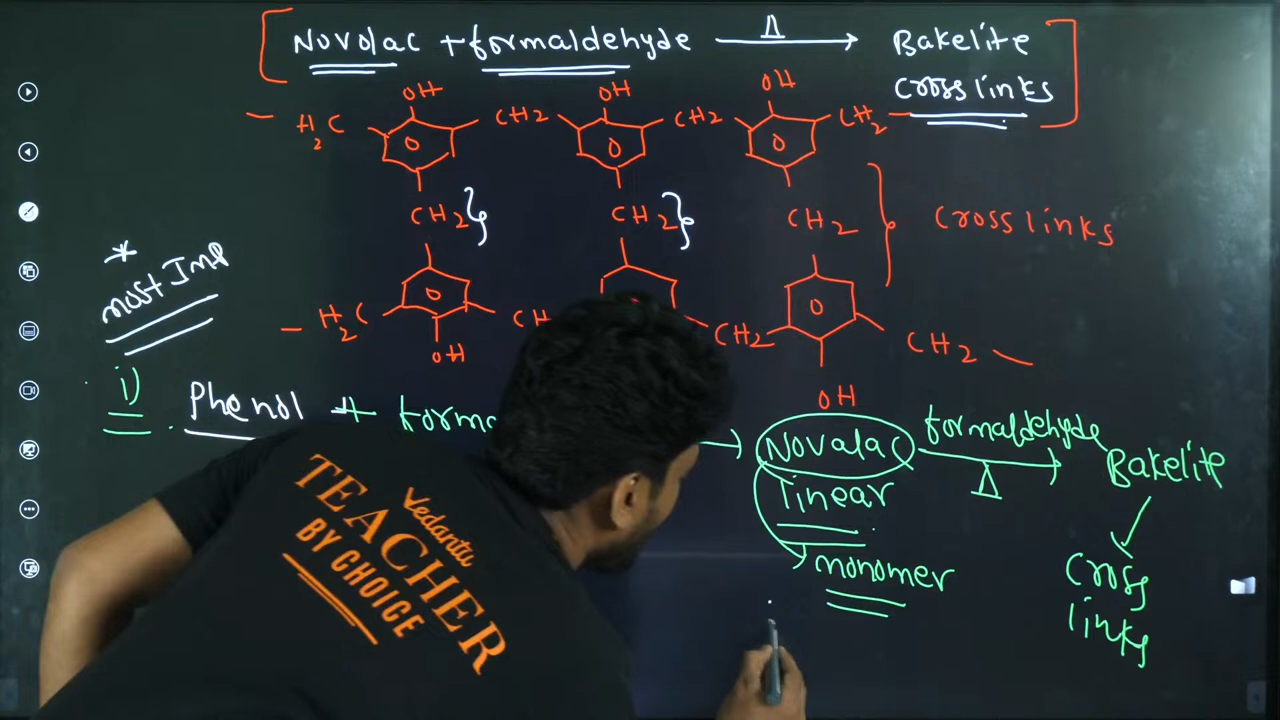 Novolac + formaldehyde Δ Bakelite
cross links
OH OH OH
H2C CH2 CH2 CH2
CH2 CH2 CH2
cross links
* most Imp
H2C CH2 CH2
OH
OH
i) Phenol + Novalac formaldehyde Δ Bakelite
linear
monomer
cross
links
Vedantu
TEACHER
BY CHOICE